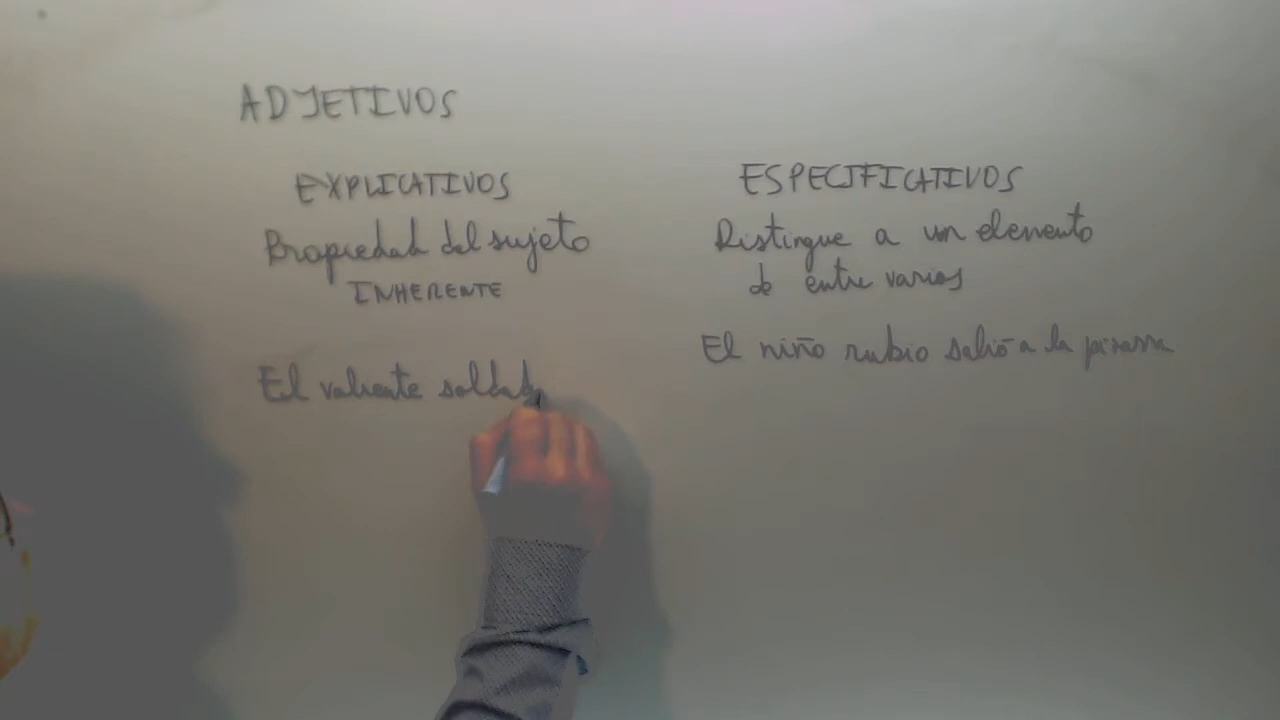 ADJETIVOS
EXPLICATIVOS
Propiedad del sujeto
INHERENTE
El valiente soldado
ESPECIFICATIVOS
Distingue a un elemento
de entre varios
El niño rubio salió a la pizarra